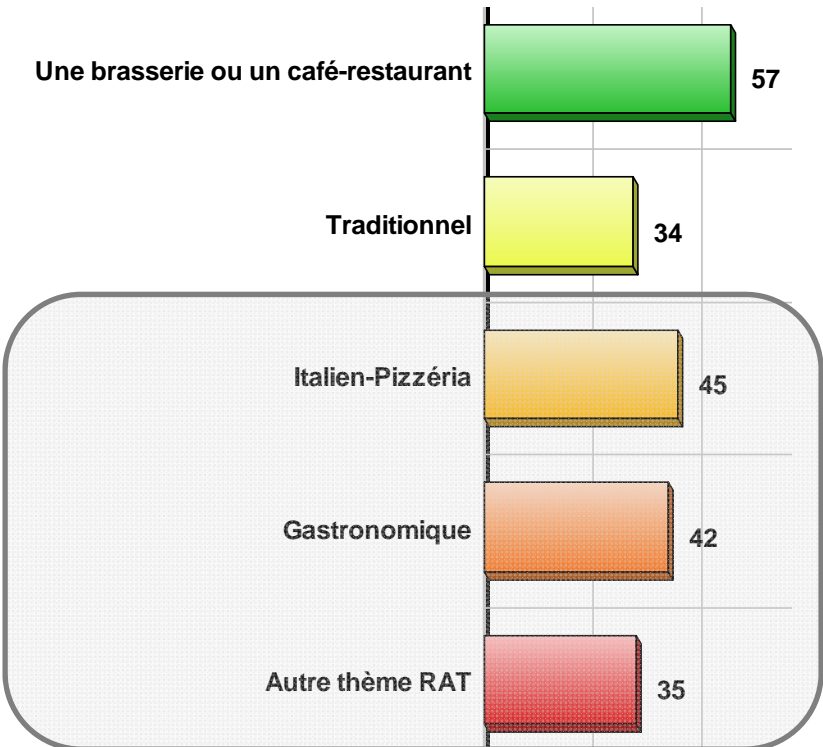 Une brasserie ou un café-restaurant 57
Traditionnel 34
Italien-Pizzéria 45
Gastronomique 42
Autre thème RAT 35